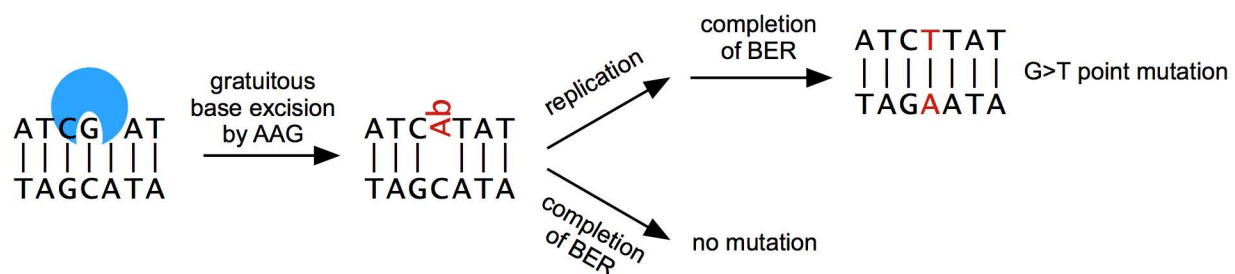 ATCG AT
TAGCATA
gratuitous
base excision
by AAG
ATCAbTAT
TAGCATA
replication
completion
of BER
completion
of BER
ATCTTAT
TAGAATA
G>T point mutation
no mutation